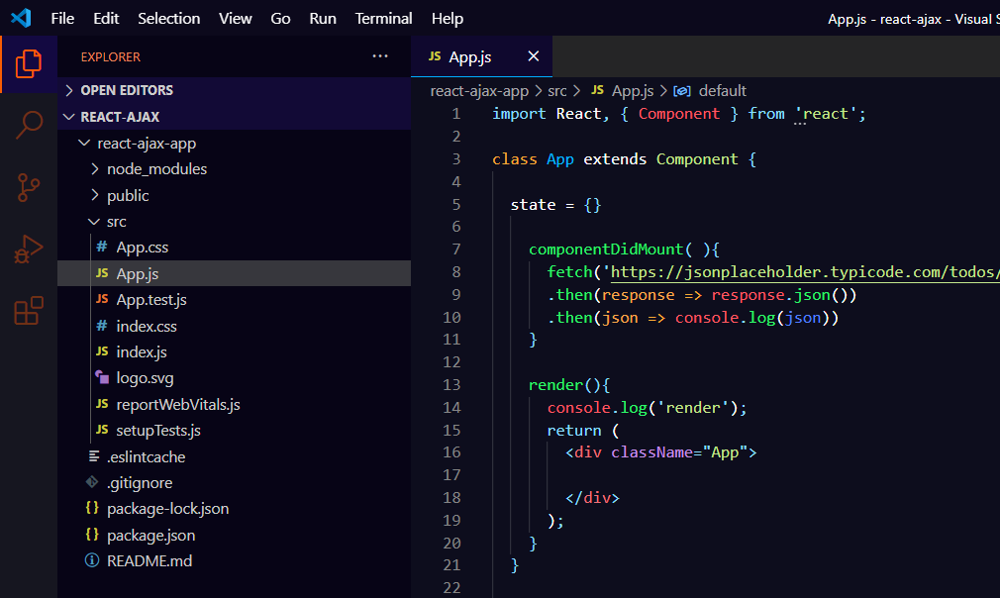 File Edit Selection View Go Run Terminal Help
App.js - react-ajax - Visual S
EXPLORER ...
OPEN EDITORS
REACT-AJAX
react-ajax-app
node_modules
public
src
# App.css
JS App.js
JS App.test.js
# index.css
JS index.js
logo.svg
JS reportWebVitals.js
JS setupTests.js
.eslintcache
.gitignore
{} package-lock.json
{} package.json
README.md
JS App.js
react-ajax-app > src > JS App.js > default
1 import React, { Component } from 'react';
2
3 class App extends Component {
4
5 state = {}
6
7 componentDidMount( ){
8 fetch('https://jsonplaceholder.typicode.com/todos/
9 .then(response => response.json())
10 .then(json => console.log(json))
11 }
12
13 render(){
14 console.log('render');
15 return (
16 <div className="App">
17
18 </div>
19 );
20 }
21 }
22